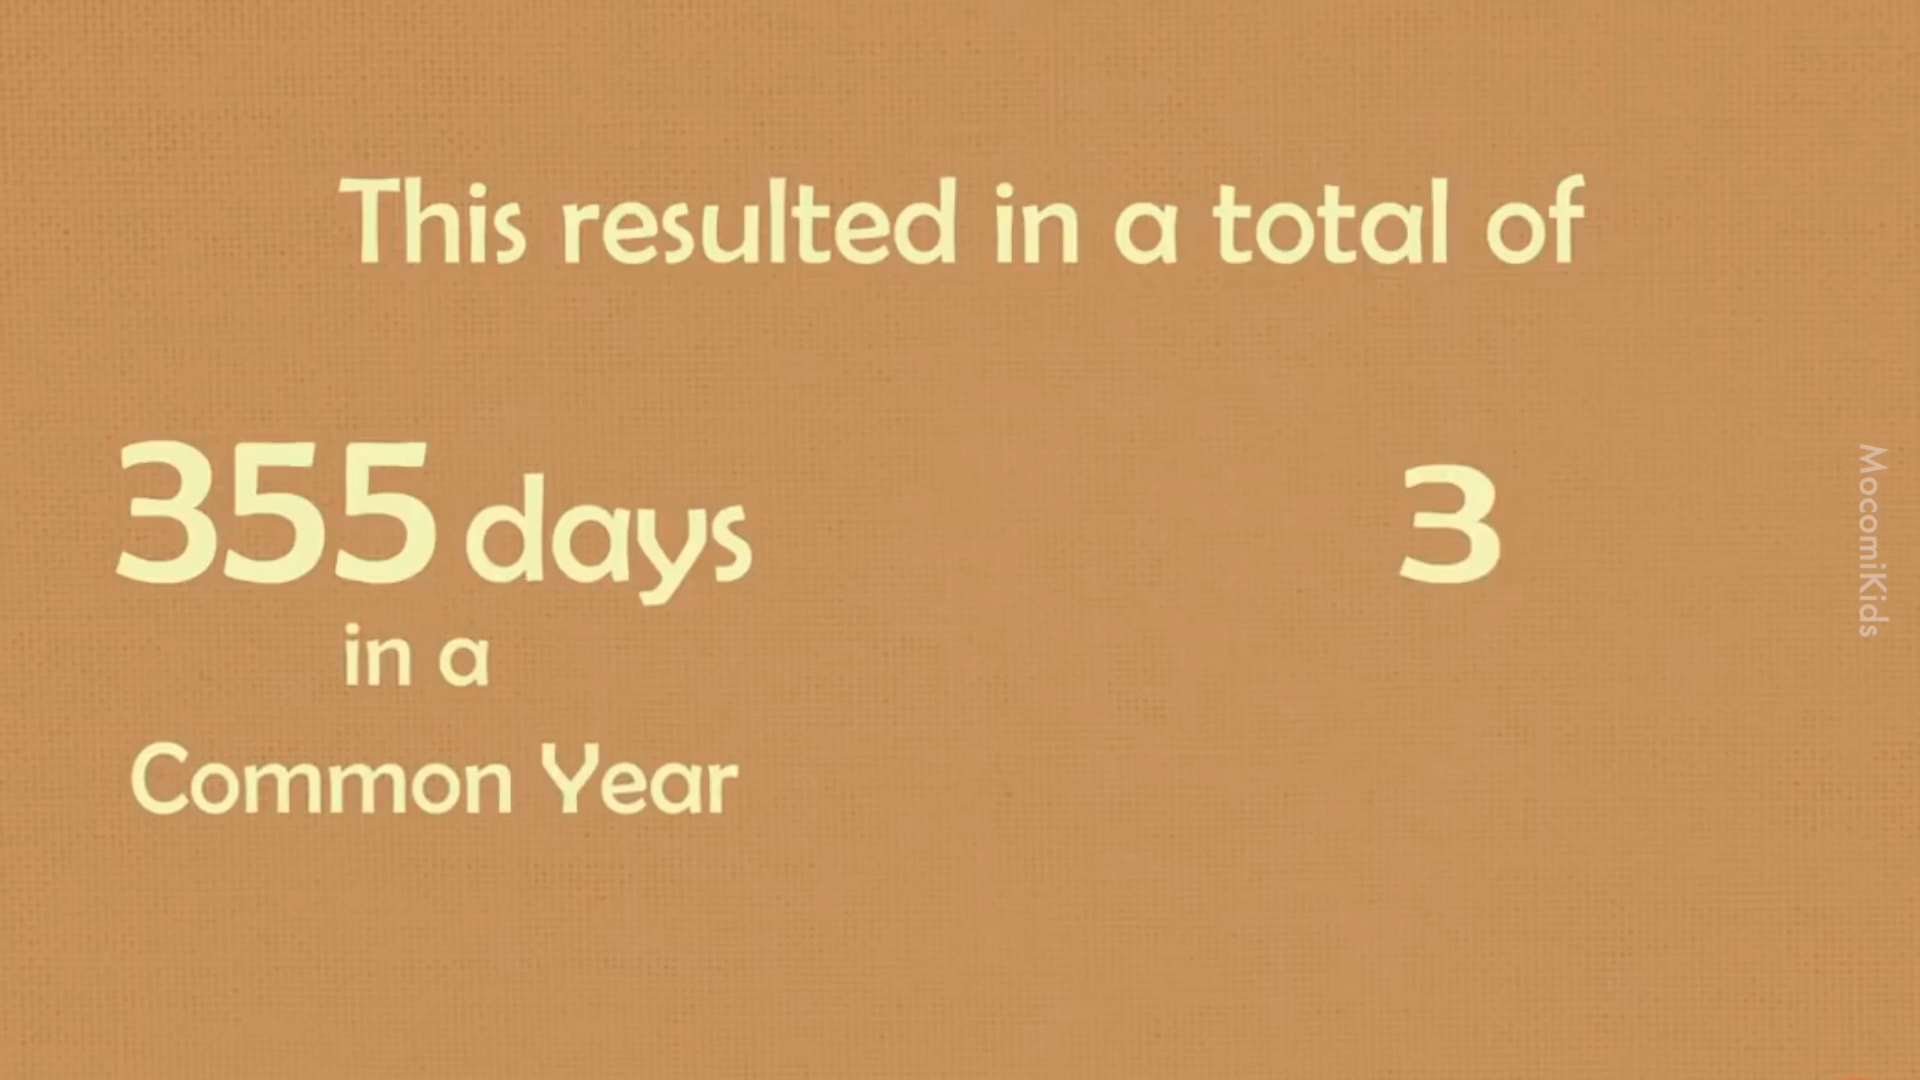 This resulted in a total of
355 days
in a
Common Year
3
MocomiKids